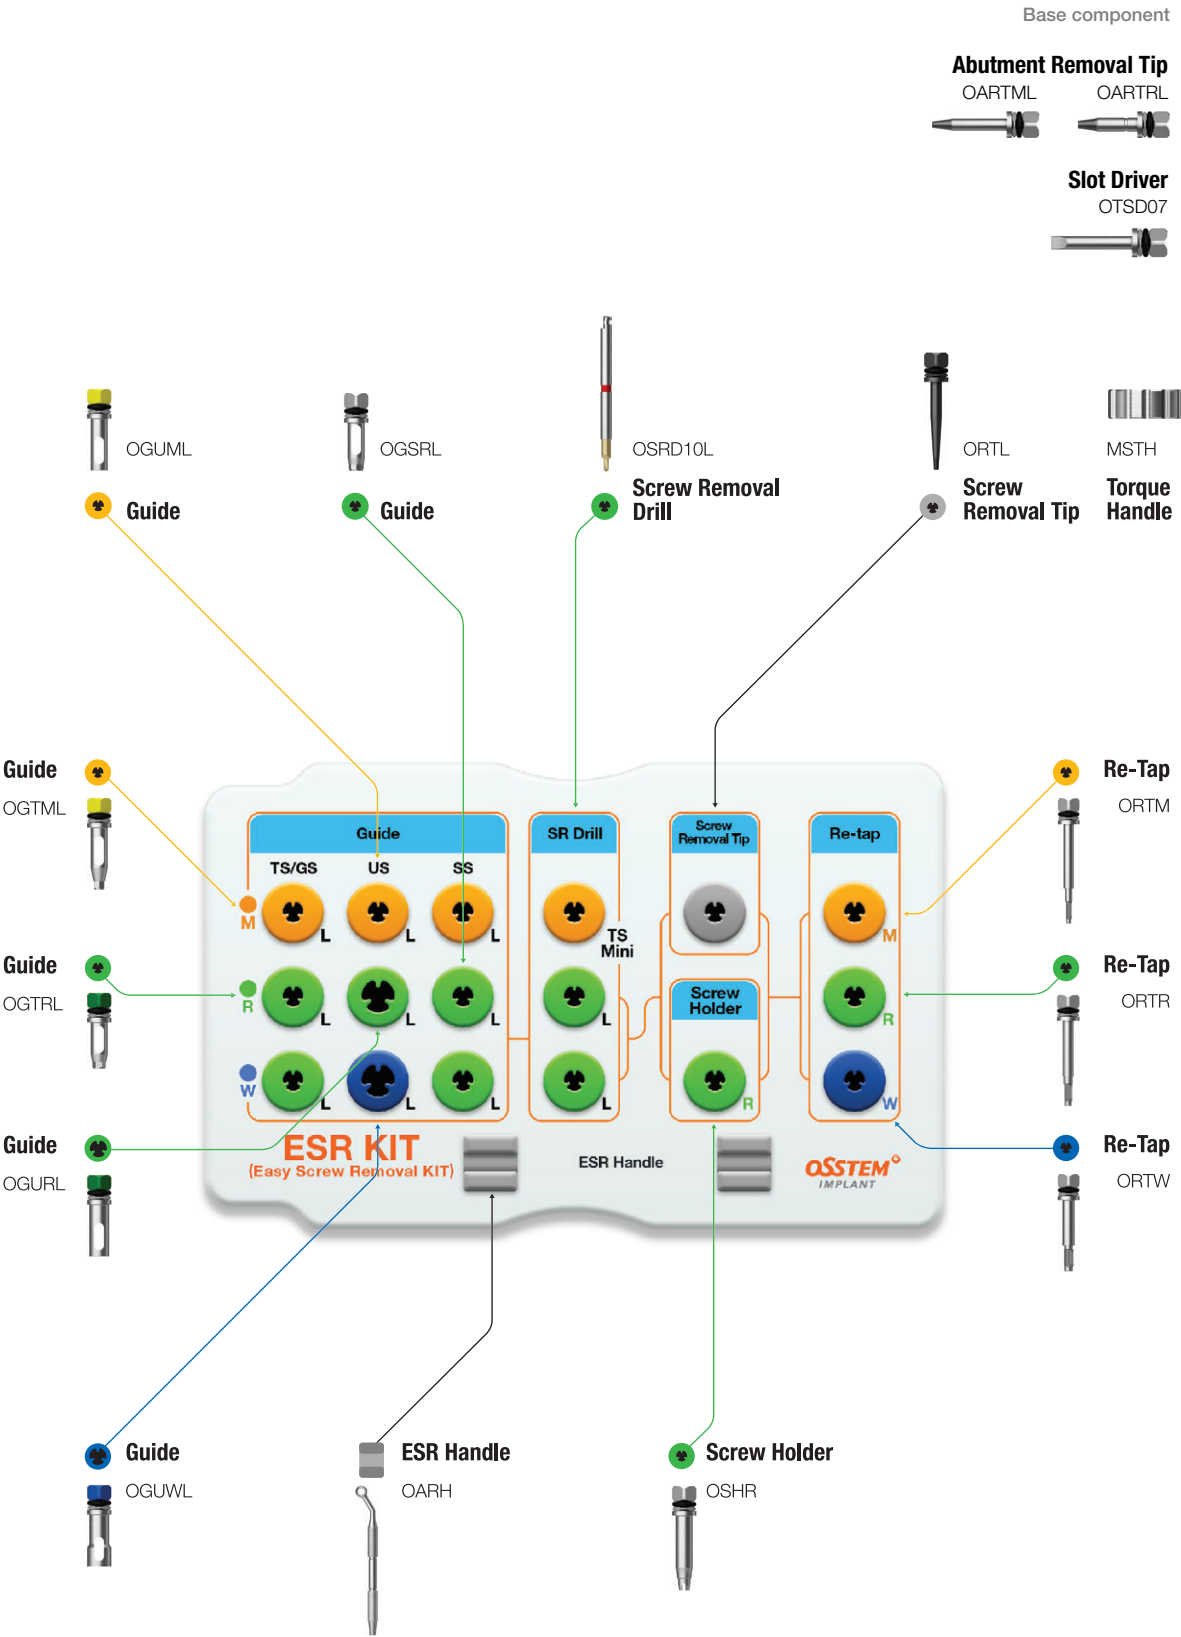 Base component
Abutment Removal Tip
OARTML
OARTRL
Slot Driver
OTSD07
OGUML
Guide
OGSRL
Guide
OSRD10L
Screw Removal
Drill
ORTL
Screw
Removal Tip
MSTH
Torque
Handle
Guide
OGTML
Guide
OGTRL
Guide
OGURL
Guide
TS/GS
US
SS
M
L
L
L
R
L
L
L
W
L
L
L
SR Drill
TS
Mini
L
L
Screw
Removal Tip
Screw
Holder
R
Re-tap
M
R
W
ESR KIT
(Easy Screw Removal KIT)
ESR Handle
OSSTEM
IMPLANT
Re-Tap
ORTM
Re-Tap
ORTR
Re-Tap
ORTW
Guide
OGUWL
ESR Handle
OARH
Screw Holder
OSHR